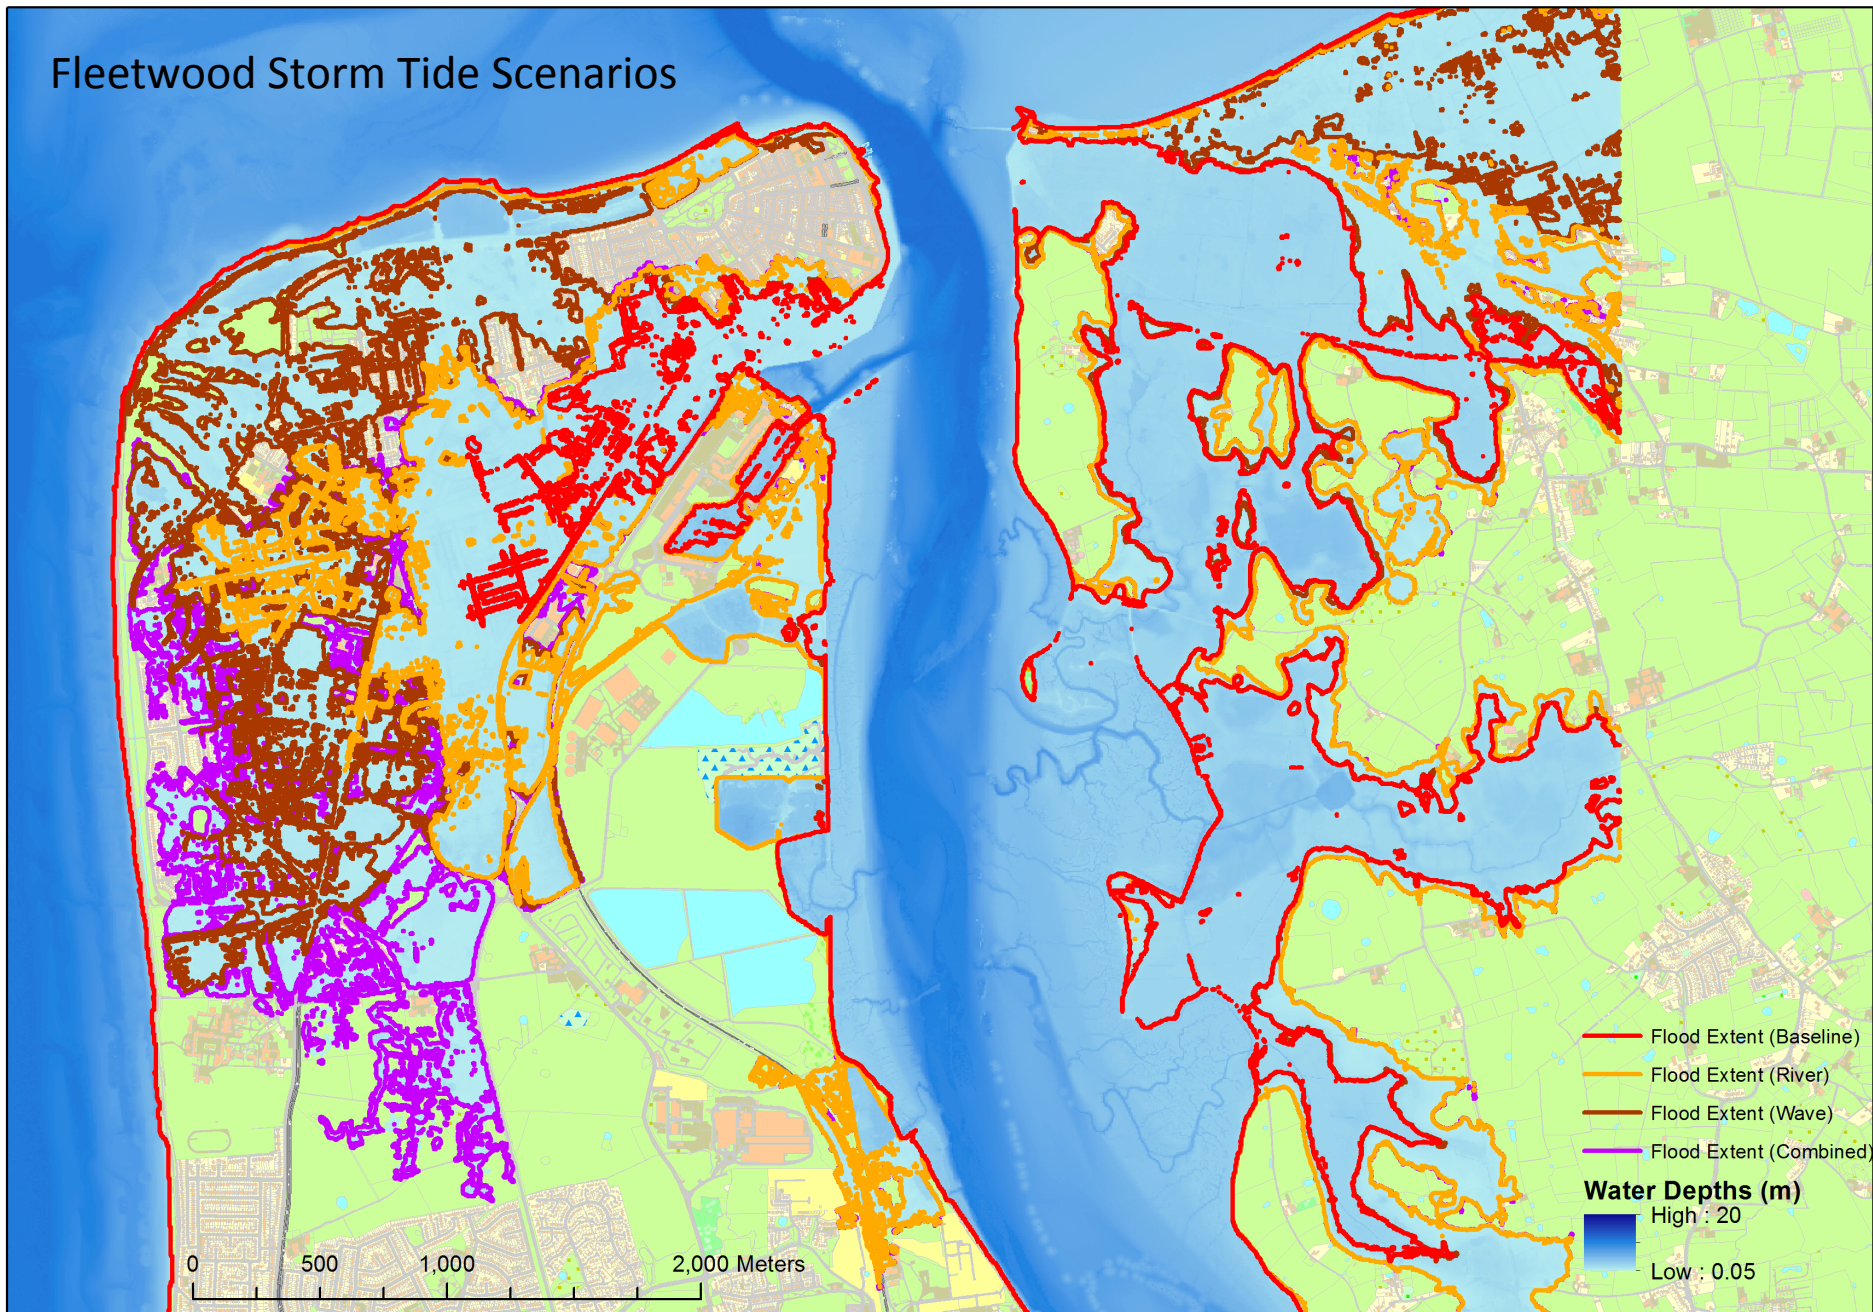 Fleetwood Storm Tide Scenarios
Flood Extent (Baseline)
Flood Extent (River)
Flood Extent (Wave)
Flood Extent (Combined)
Water Depths (m)
High : 20
Low : 0.05
0 500 1,000 2,000 Meters